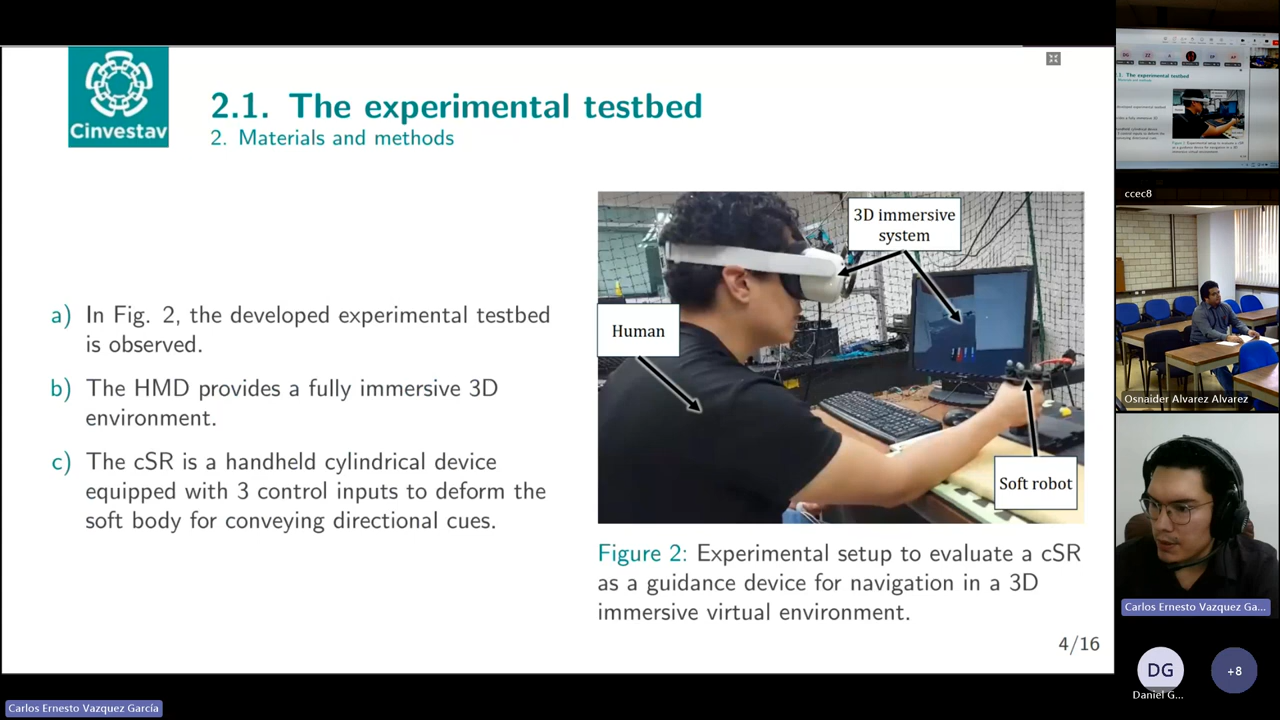 Cinvestav
2.1. The experimental testbed
2. Materials and methods
a) In Fig. 2, the developed experimental testbed
is observed.
b) The HMD provides a fully immersive 3D
environment.
c) The cSR is a handheld cylindrical device
equipped with 3 control inputs to deform the
soft body for conveying directional cues.
3D immersive
system
Human
Soft robot
Figure 2: Experimental setup to evaluate a cSR
as a guidance device for navigation in a 3D
immersive virtual environment.
4/16
Carlos Ernesto Vazquez García
ccec8
Osnaider Alvarez Alvarez
Carlos Ernesto Vazquez Ga...
DG
Daniel G...
+8